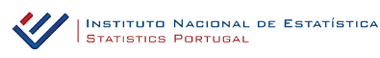 INSTITUTO NACIONAL DE ESTATÍSTICA
STATISTICS PORTUGAL